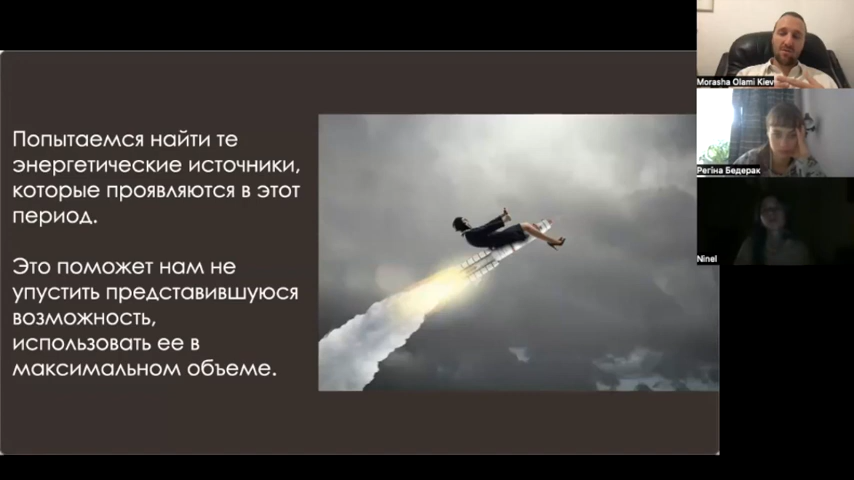 Попытаемся найти те
энергетические источники,
которые проявляются в этот
период.
Это поможет нам не
упустить представившуюся
возможность,
использовать ее в
максимальном объеме.
Morasha Olami Kiev
Регіна Бедерак
Ninel